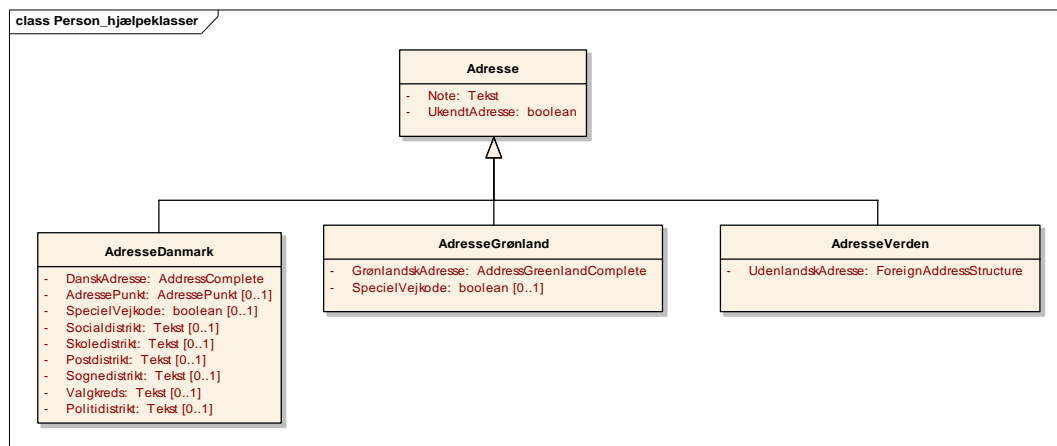 class Person_hjælpeklasser
Adresse
- Note: Tekst
- UkendtAdresse: boolean
AdresseDanmark
- DanskAdresse: AddressComplete
- AdressePunkt: AdressePunkt [0..1]
- SpecielVejkode: boolean [0..1]
- Socialdistrikt: Tekst [0..1]
- Skoledistrikt: Tekst [0..1]
- Postdistrikt: Tekst [0..1]
- Sognedistrikt: Tekst [0..1]
- Valgkreds: Tekst [0..1]
- Politidistrikt: Tekst [0..1]
AdresseGrønland
- GrønlandskAdresse: AddressGreenlandComplete
- SpecielVejkode: boolean [0..1]
AdresseVerden
- UdenlandskAdresse: ForeignAddressStructure